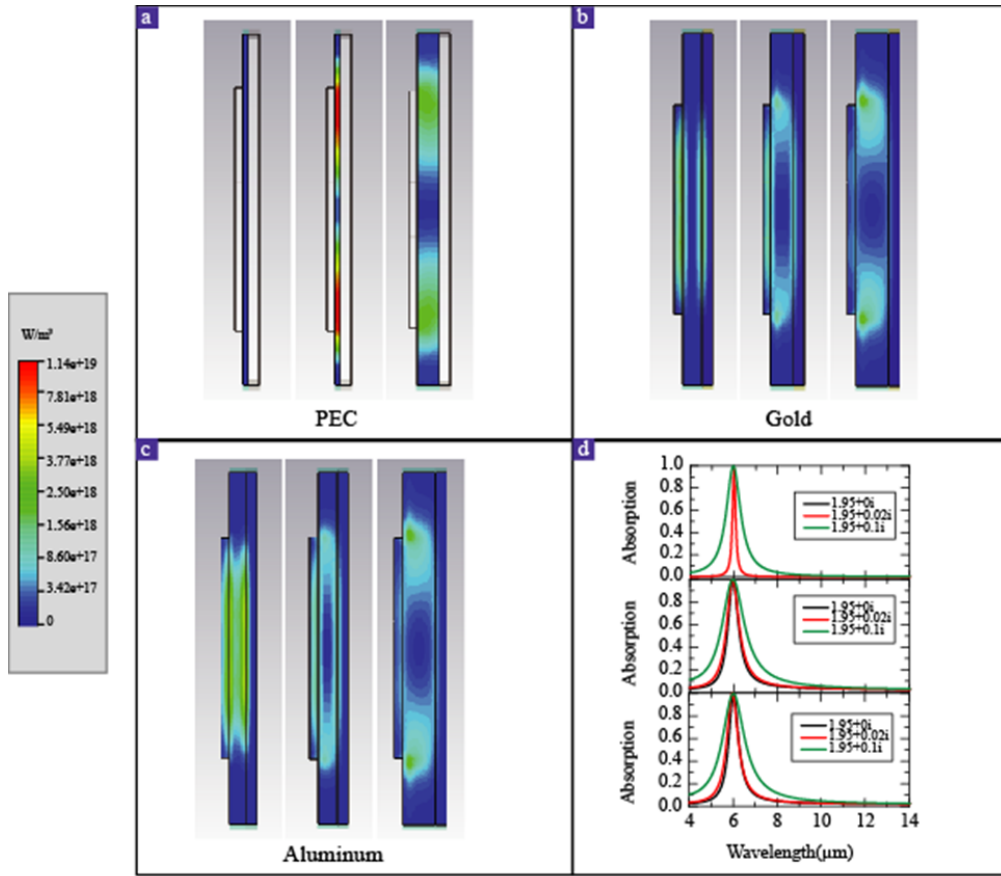 a
b
PEC
Gold
W/m³
1.14e+19
7.81e+18
5.49e+18
3.77e+18
2.50e+18
1.56e+18
8.60e+17
3.42e+17
0
c
Aluminum
d
Absorption
1.0
0.8
0.6
0.4
0.2
0.0
1.95+0i
1.95+0.02i
1.95+0.1i
Absorption
0.8
0.6
0.4
0.2
0.0
1.95+0i
1.95+0.02i
1.95+0.1i
Absorption
0.8
0.6
0.4
0.2
0.0
1.95+0i
1.95+0.02i
1.95+0.1i
4 6 8 10 12 14
Wavelength(μm)